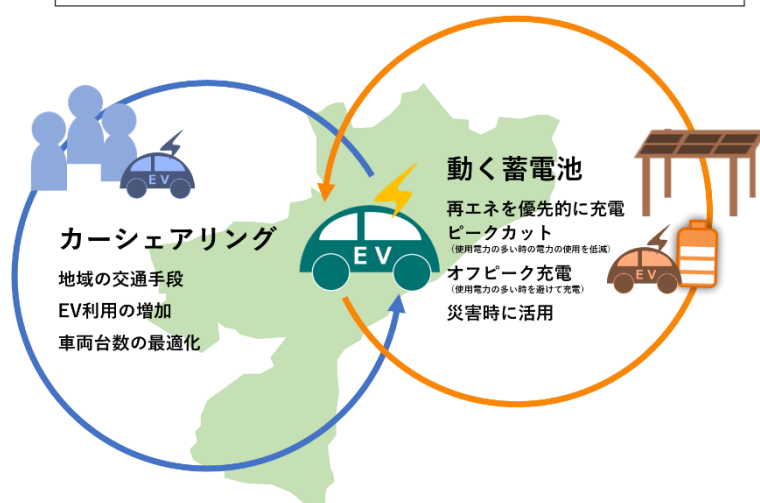 EV
カーシェアリング
地域の交通手段
EV利用の増加
車両台数の最適化
EV
動く蓄電池
再エネを優先的に充電
ピークカット
(使用電力の多い時の電力の使用を低減)
オフピーク充電
(使用電力の多い時を避けて充電)
災害時に活用
EV